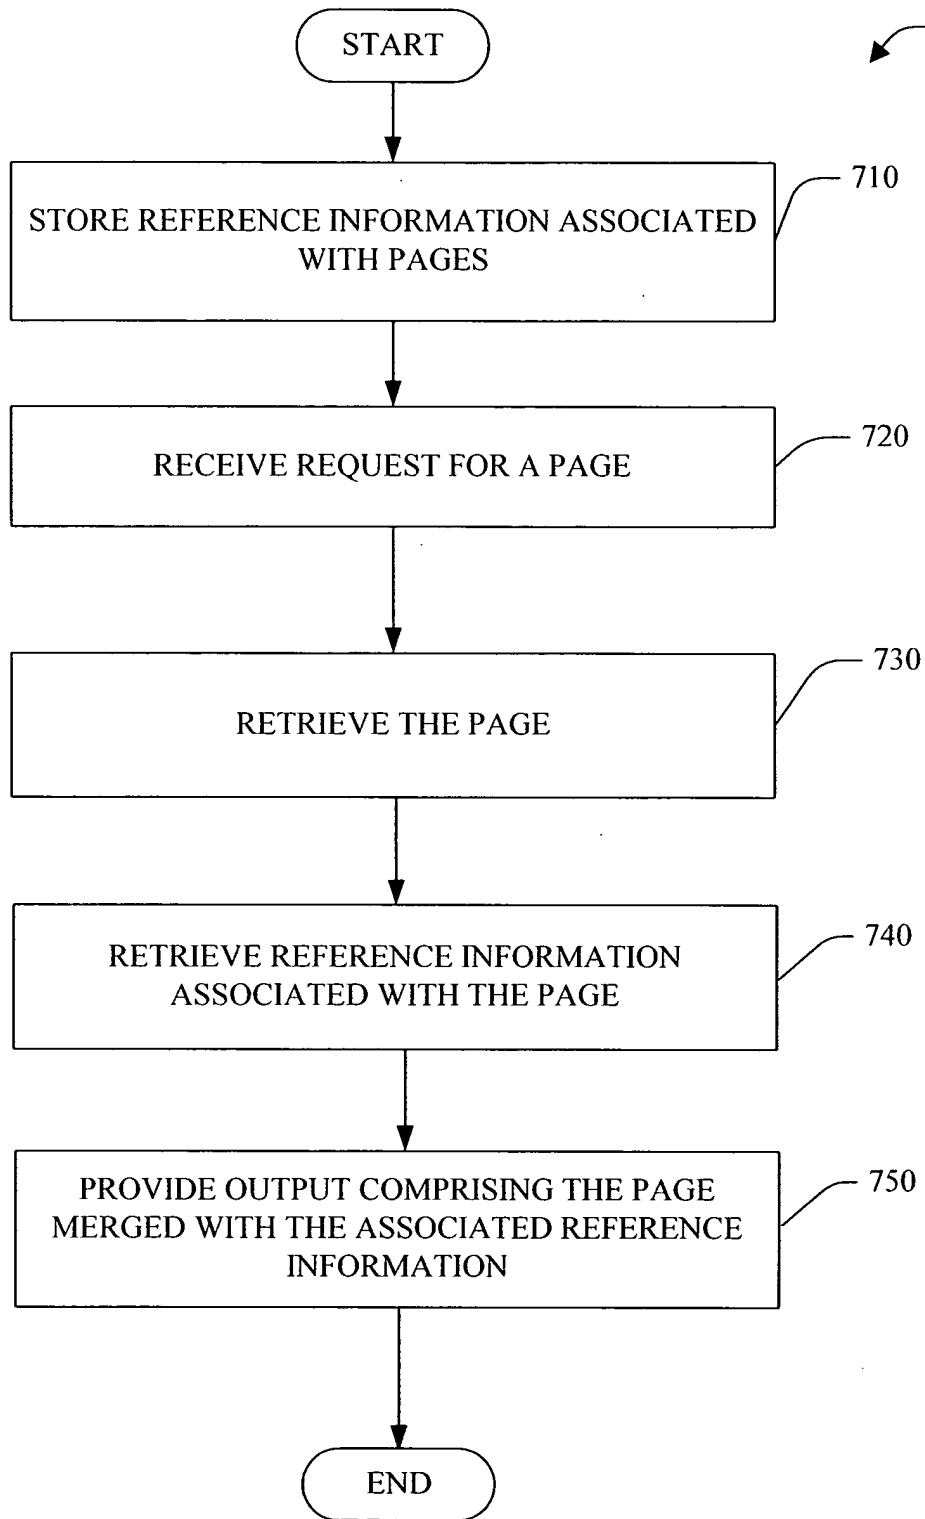 START
710
STORE REFERENCE INFORMATION ASSOCIATED
WITH PAGES
720
RECEIVE REQUEST FOR A PAGE
730
RETRIEVE THE PAGE
740
RETRIEVE REFERENCE INFORMATION
ASSOCIATED WITH THE PAGE
750
PROVIDE OUTPUT COMPRISING THE PAGE
MERGED WITH THE ASSOCIATED REFERENCE
INFORMATION
END